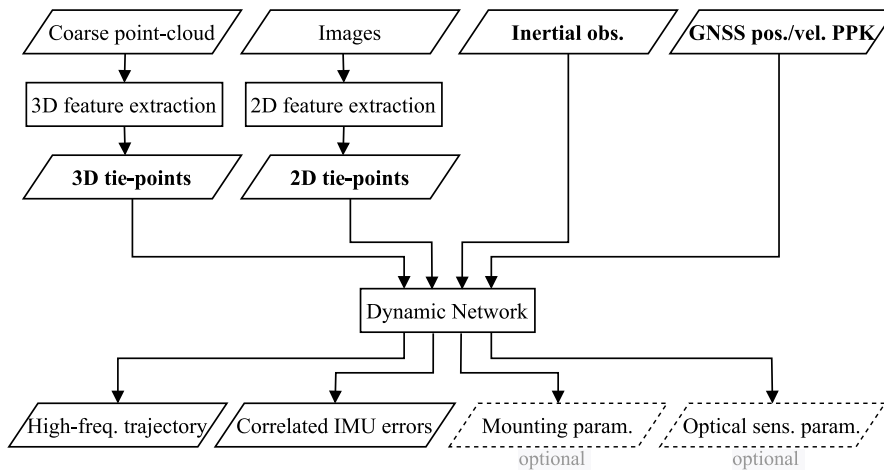 Coarse point-cloud
Images
Inertial obs.
GNSS pos./vel. PPK
3D feature extraction
2D feature extraction
3D tie-points
2D tie-points
Dynamic Network
High-freq. trajectory
Correlated IMU errors
Mounting param.
Optical sens. param.
optional
optional